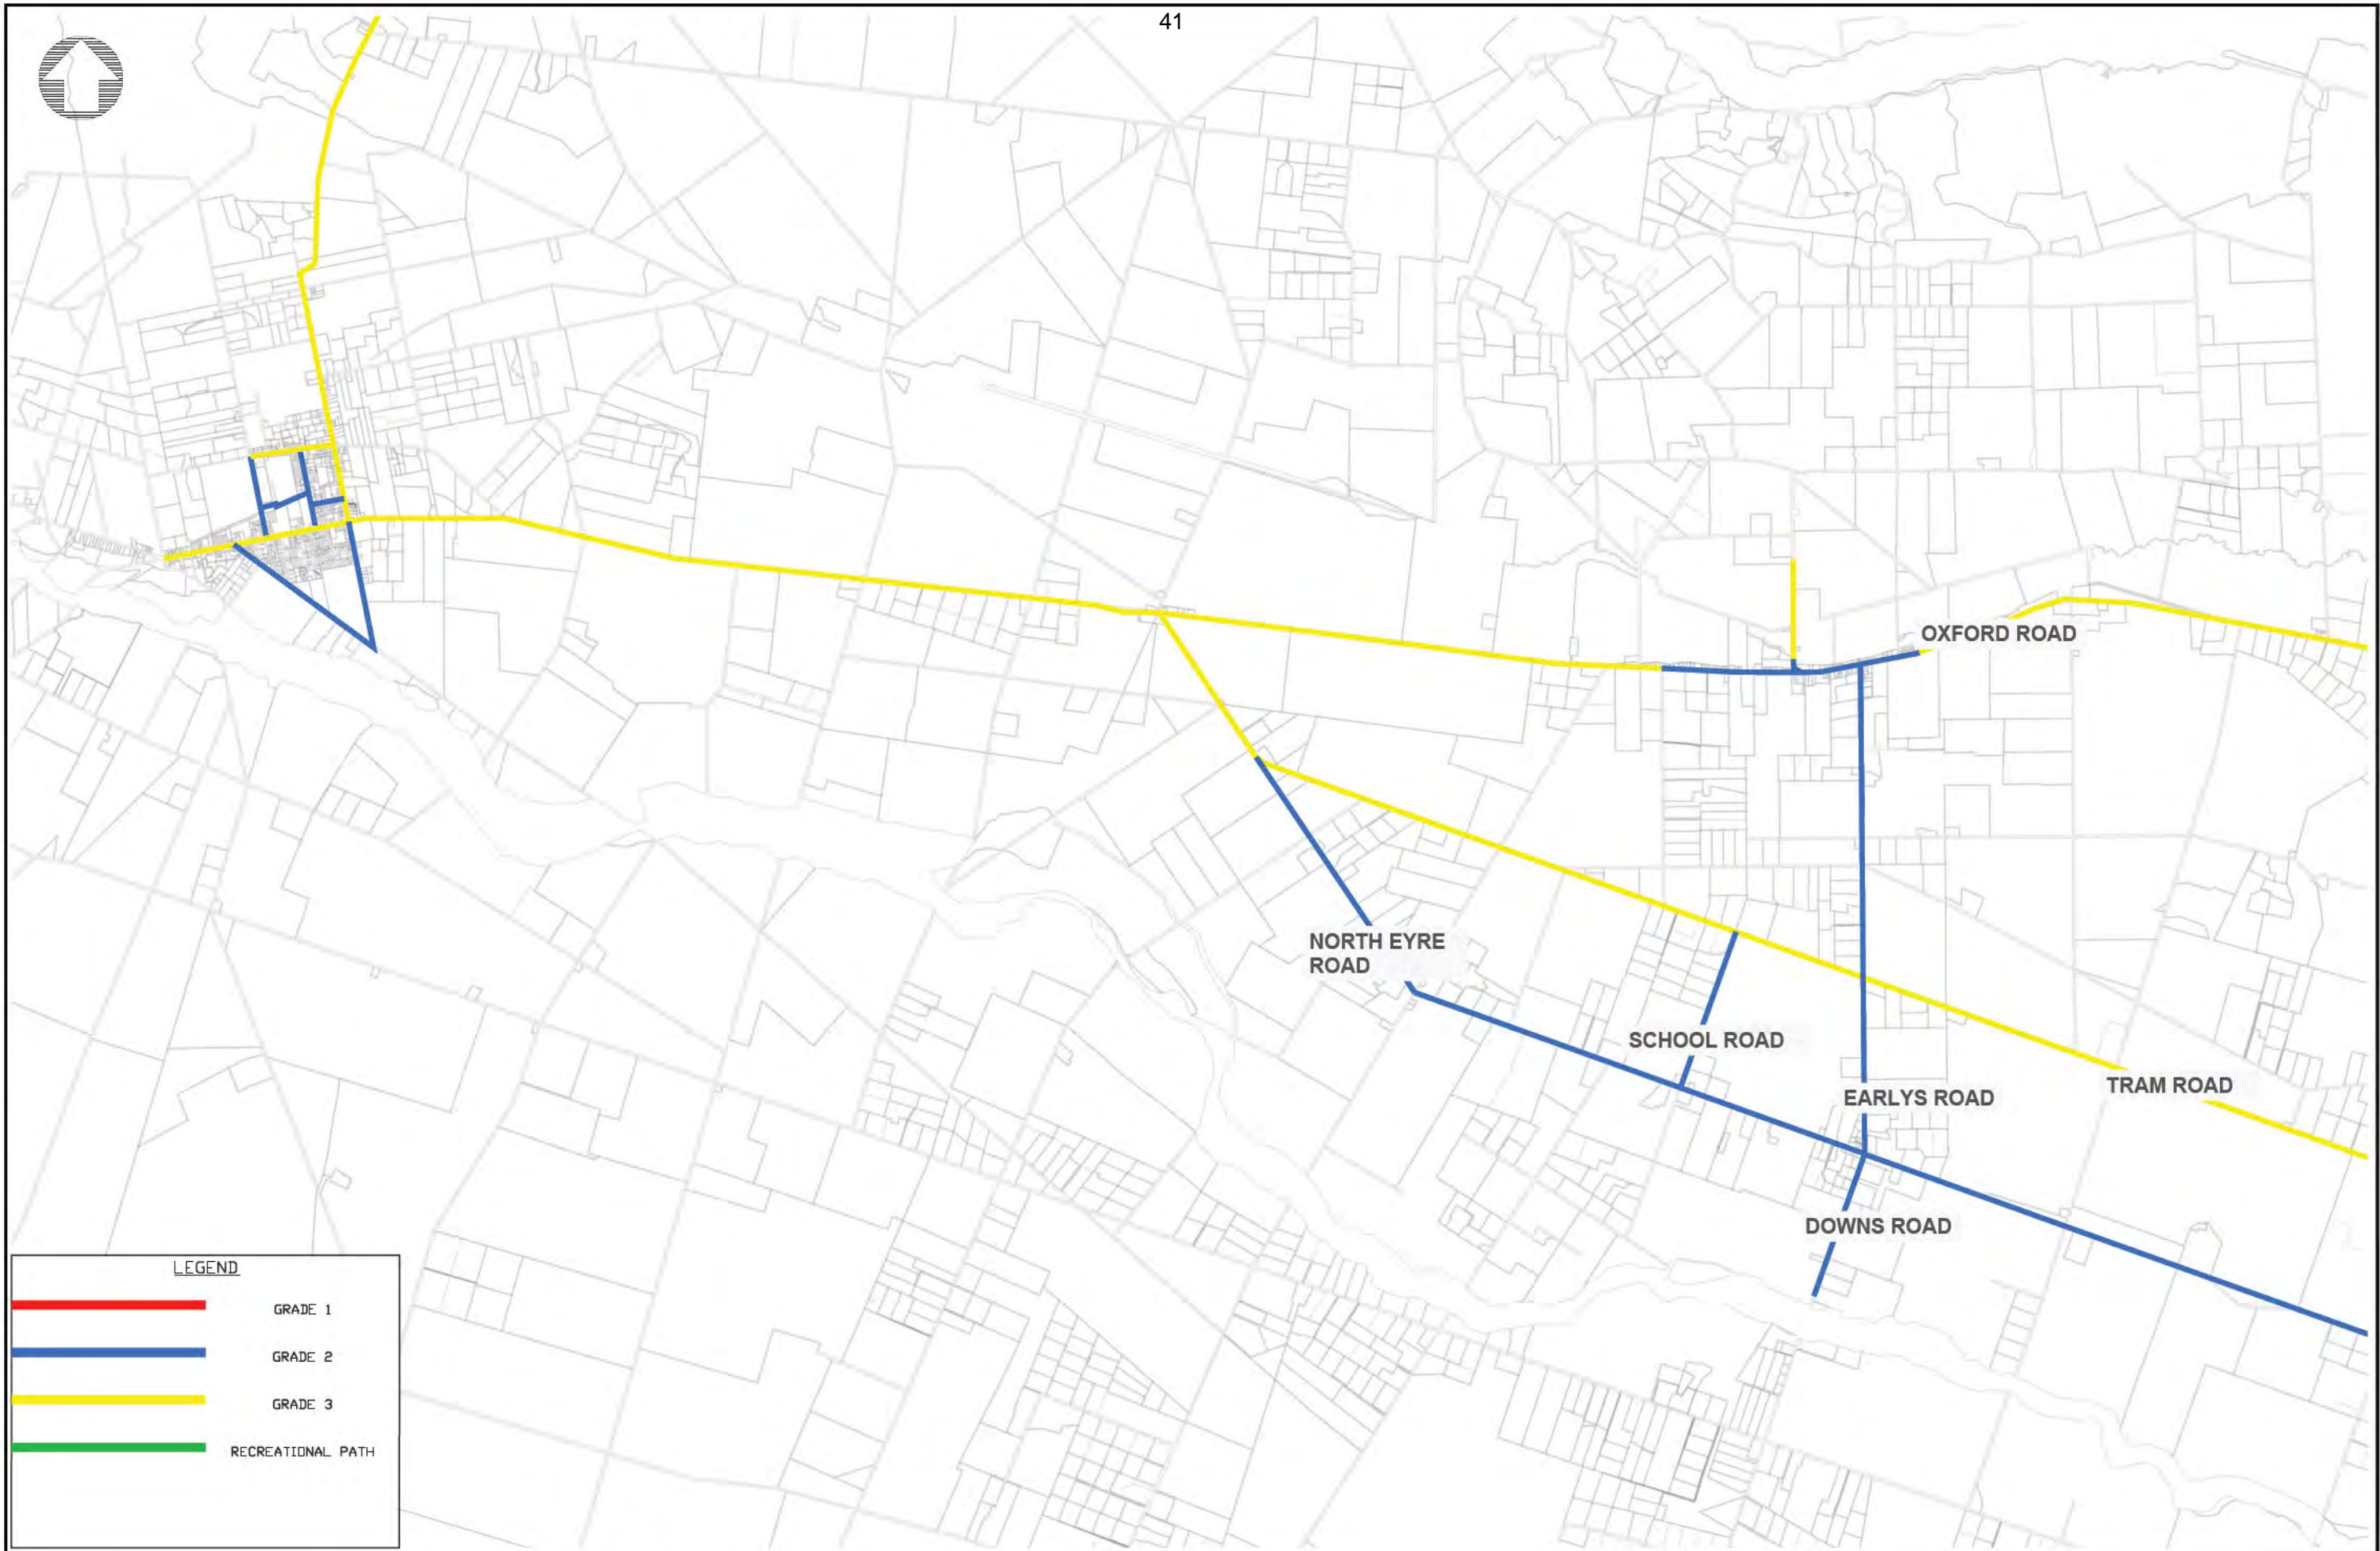 41
OXFORD ROAD
NORTH EYRE
ROAD
SCHOOL ROAD
TRAM ROAD
EARLYS ROAD
DOWNS ROAD
LEGEND
GRADE 1
GRADE 2
GRADE 3
RECREATIONAL PATH